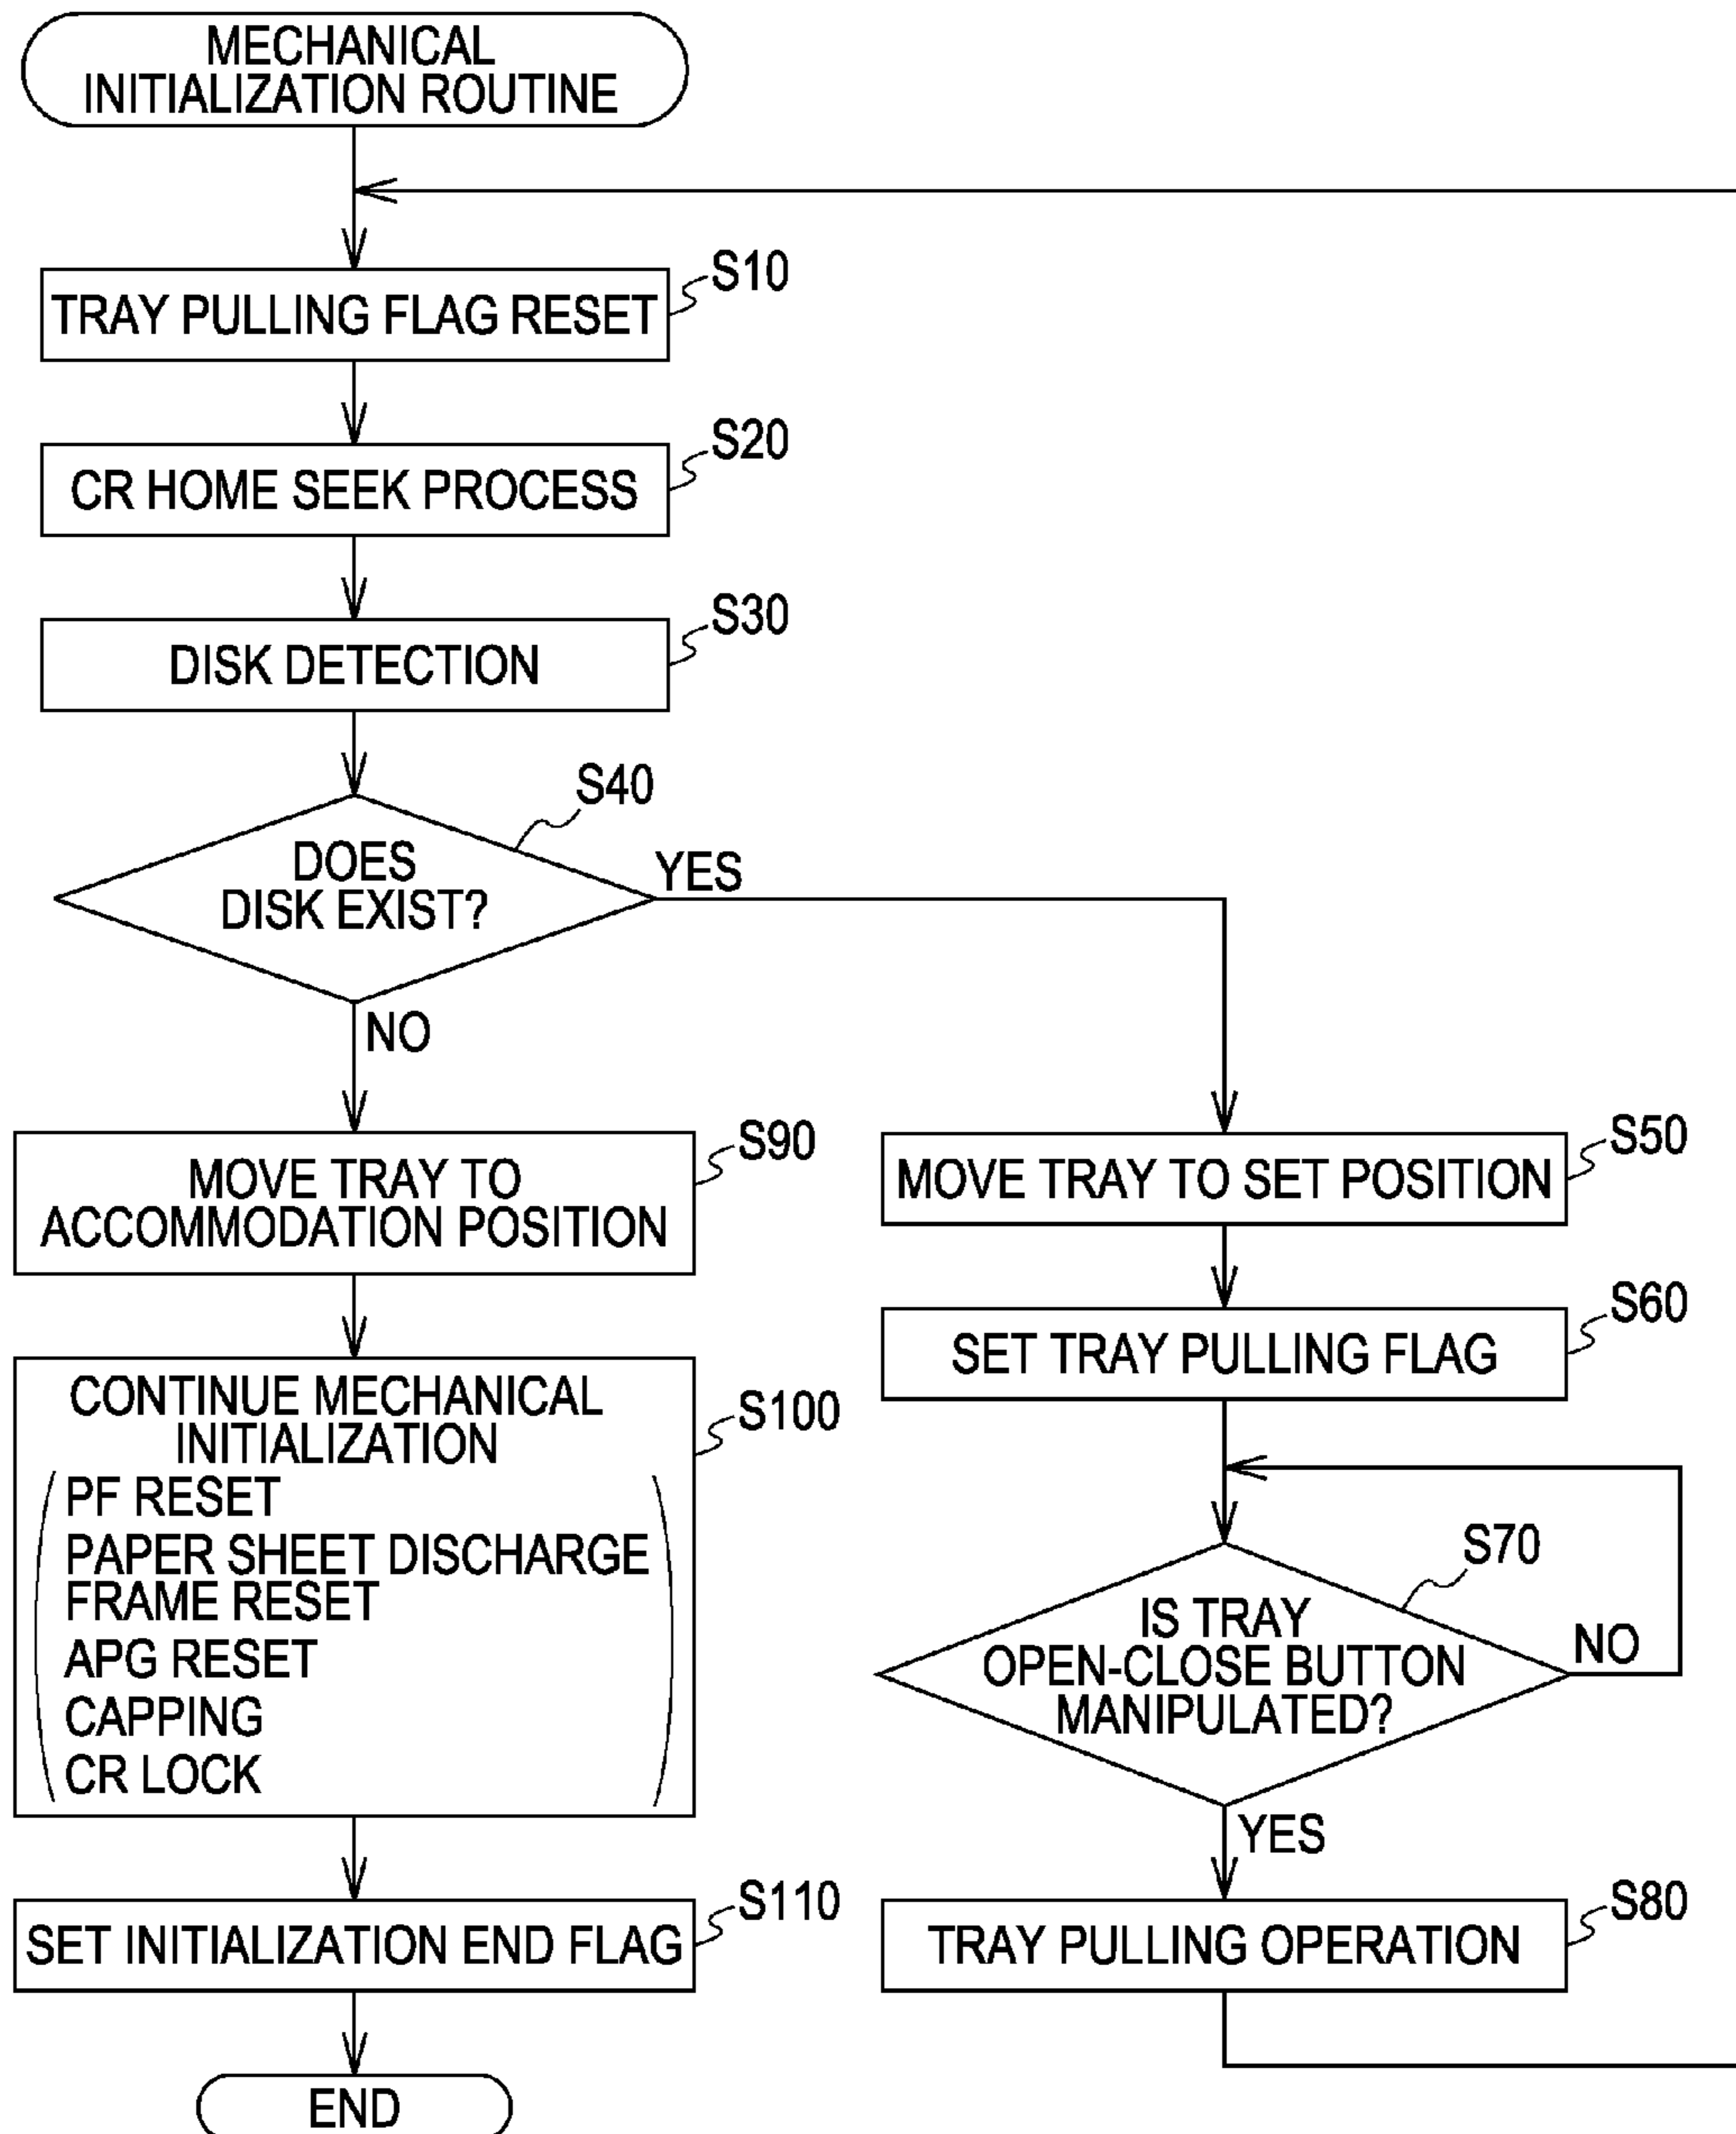 MECHANICAL
INITIALIZATION ROUTINE
S10
TRAY PULLING FLAG RESET
S20
CR HOME SEEK PROCESS
S30
DISK DETECTION
S40
DOES
DISK EXIST?
YES
NO
S90
MOVE TRAY TO
ACCOMMODATION POSITION
S100
CONTINUE MECHANICAL
INITIALIZATION
PF RESET
PAPER SHEET DISCHARGE
FRAME RESET
APG RESET
CAPPING
CR LOCK
S110
SET INITIALIZATION END FLAG
END
S50
MOVE TRAY TO SET POSITION
S60
SET TRAY PULLING FLAG
S70
IS TRAY
OPEN-CLOSE BUTTON
MANIPULATED?
NO
YES
S80
TRAY PULLING OPERATION